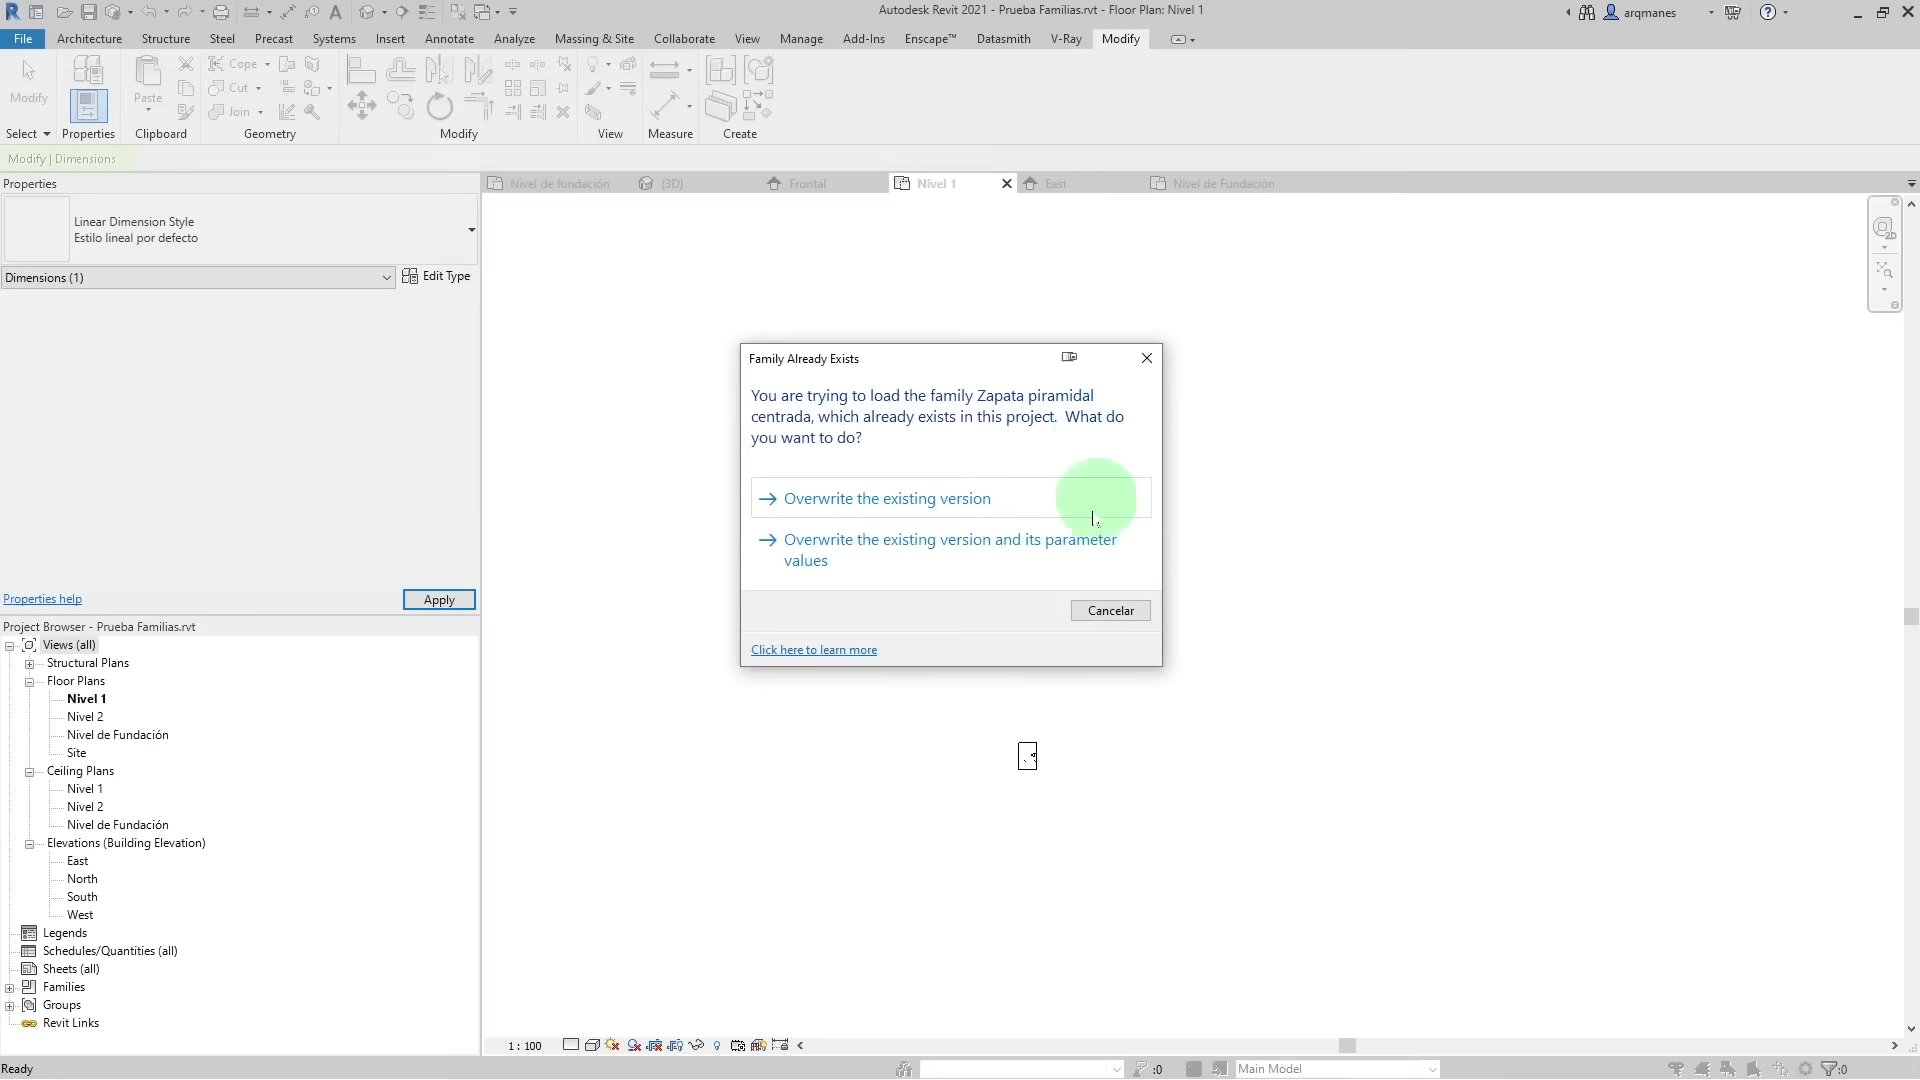 Autodesk Revit 2021 - Prueba Familias.rvt - Floor Plan: Nivel 1
arqmanes
File
Architecture
Structure
Steel
Precast
Systems
Insert
Annotate
Analyze
Massing & Site
Collaborate
View
Manage
Add-Ins
Enscape™
Datasmith
V-Ray
Modify
Modify
Paste
Cope
Cut
Join
Select
Properties
Clipboard
Geometry
Modify
View
Measure
Create
Modify | Dimensions
Properties
Nivel de fundación
{3D}
Frontal
Nivel 1
East
Nivel de Fundación
Linear Dimension Style
Estilo lineal por defecto
Dimensions (1)
Edit Type
2D
Family Already Exists
You are trying to load the family Zapata piramidal
centrada, which already exists in this project. What do
you want to do?
Overwrite the existing version
Overwrite the existing version and its parameter
values
Cancelar
Click here to learn more
Properties help
Apply
Project Browser - Prueba Familias.rvt
Views (all)
Structural Plans
Floor Plans
Nivel 1
Nivel 2
Nivel de Fundación
Site
Ceiling Plans
Nivel 1
Nivel 2
Nivel de Fundación
Elevations (Building Elevation)
East
North
South
West
Legends
Schedules/Quantities (all)
Sheets (all)
Families
Groups
Revit Links
1 : 100
Ready
:0
Main Model
:0